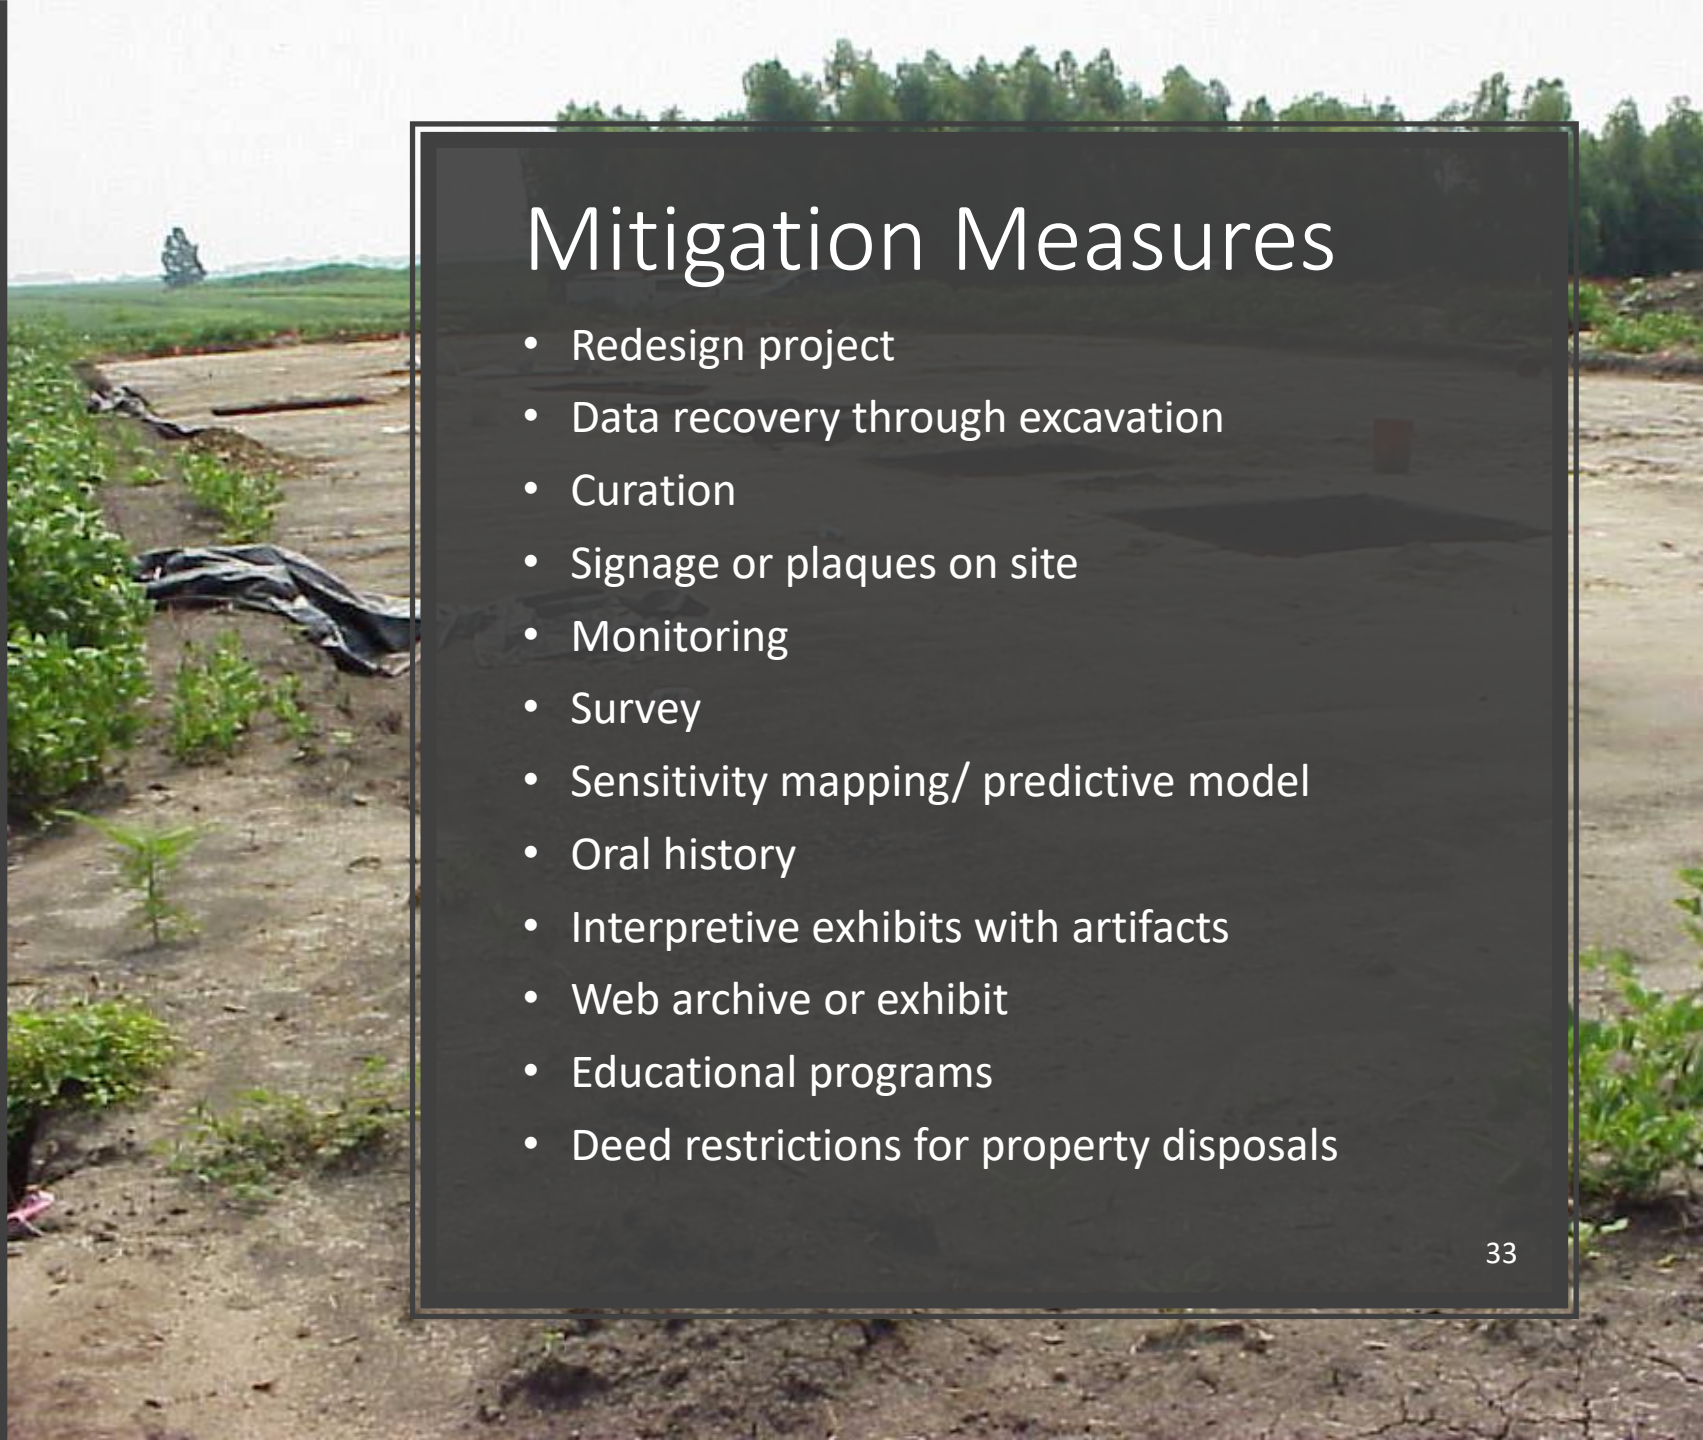 Mitigation Measures
• Redesign project
• Data recovery through excavation
• Curation
• Signage or plaques on site
• Monitoring
• Survey
• Sensitivity mapping/ predictive model
• Oral history
• Interpretive exhibits with artifacts
• Web archive or exhibit
• Educational programs
• Deed restrictions for property disposals
33